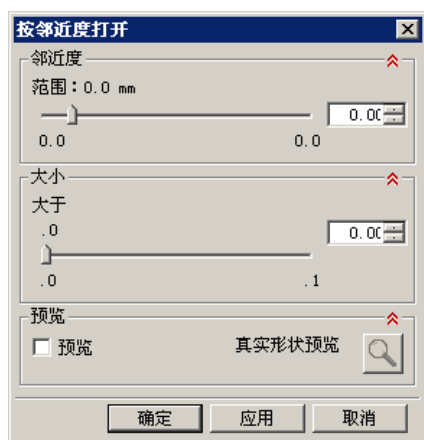 按邻近度打开
邻近度
范围：0.0 mm
0.00
0.0 0.0
大小
大于
.0
0.00
.0 .1
预览
预览 真实形状预览
确定 应用 取消